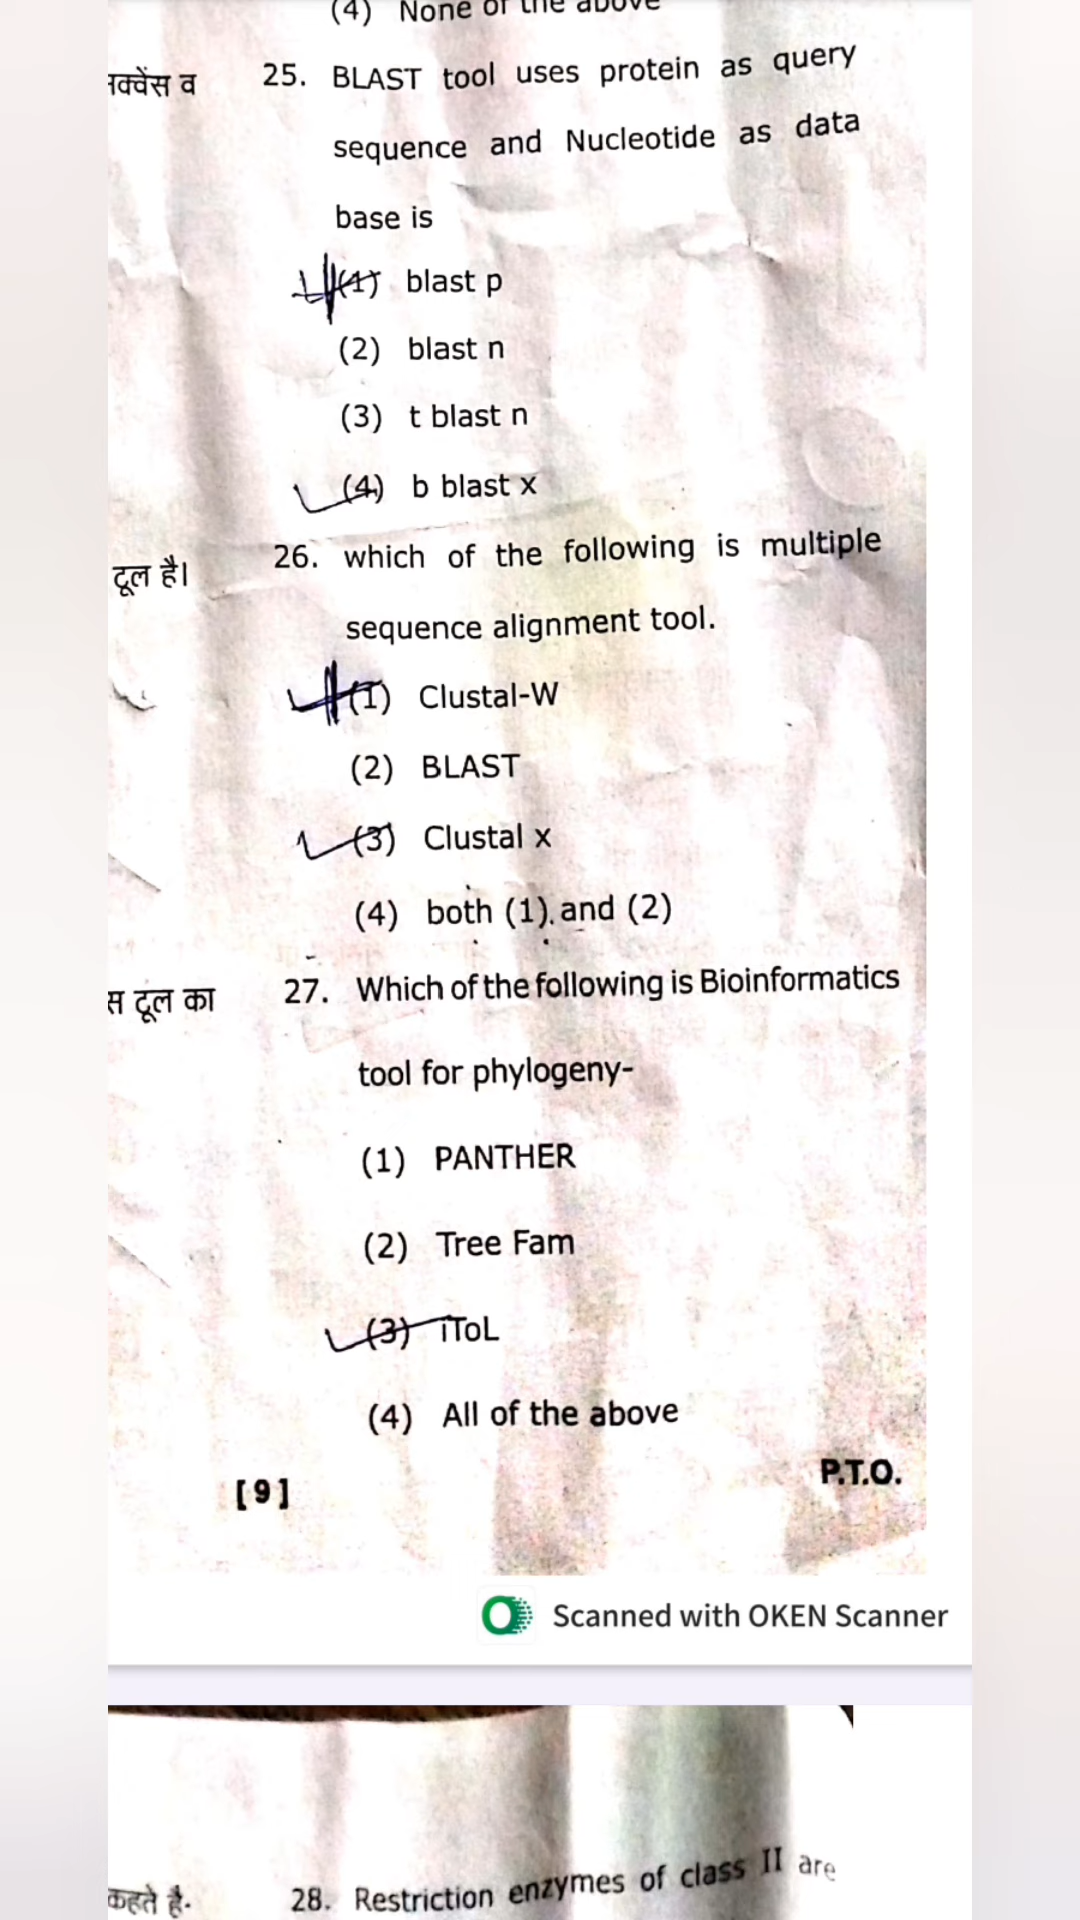 (4) None of the above
क्वेंस व
25. BLAST tool uses protein as query
sequence and Nucleotide as data
base is
(1) blast p
(2) blast n
(3) t blast n
(4) b blast x
टूल है।
26. which of the following is multiple
sequence alignment tool.
(1) Clustal-W
(2) BLAST
(3) Clustal x
(4) both (1) and (2)
स टूल का
27. Which of the following is Bioinformatics
tool for phylogeny-
(1) PANTHER
(2) Tree Fam
(3) iToL
(4) All of the above
[9]
P.T.O.
Scanned with OKEN Scanner
कहते है-
28. Restriction enzymes of class II are